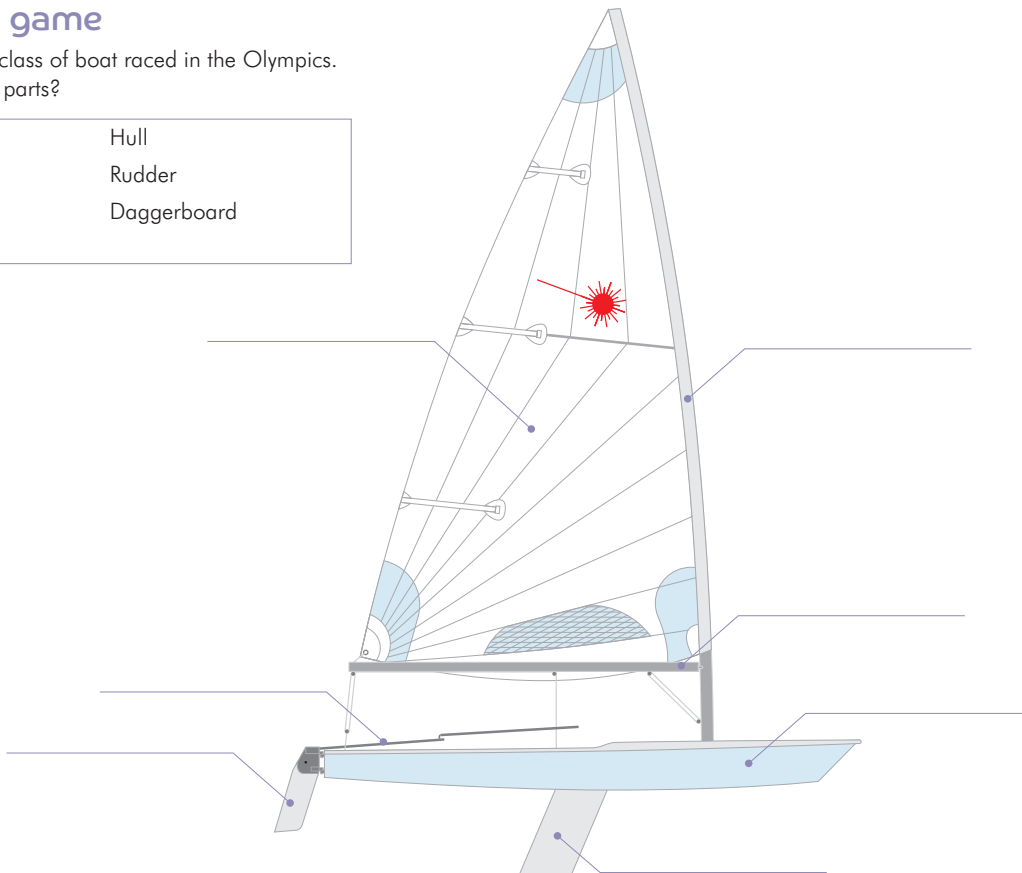 game
class of boat raced in the Olympics.
parts?
Hull
Rudder
Daggerboard